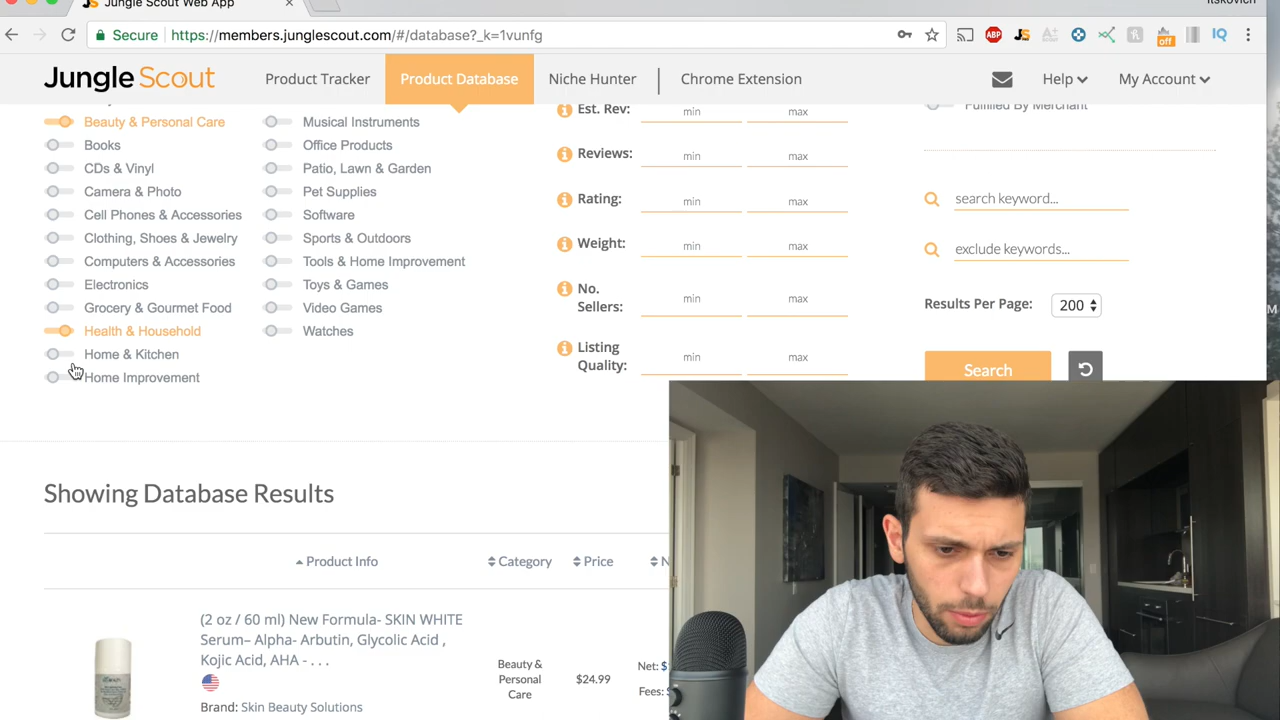 Jungle Scout Web App
Itskovich
Secure https://members.junglescout.com/#/database?_k=1vunfg
ABP
JS
off
IQ
Jungle Scout
Product Tracker
Product Database
Niche Hunter
Chrome Extension
Help
My Account
Beauty & Personal Care
Books
CDs & Vinyl
Camera & Photo
Cell Phones & Accessories
Clothing, Shoes & Jewelry
Computers & Accessories
Electronics
Grocery & Gourmet Food
Health & Household
Home & Kitchen
Home Improvement
Musical Instruments
Office Products
Patio, Lawn & Garden
Pet Supplies
Software
Sports & Outdoors
Tools & Home Improvement
Toys & Games
Video Games
Watches
Est. Rev: min max
Reviews: min max
Rating: min max
Weight: min max
No.
Sellers: min max
Listing
Quality: min max
Fulfilled By Merchant
search keyword...
exclude keywords...
Results Per Page: 200
Search
Showing Database Results
Product Info
Category
Price
N
(2 oz / 60 ml) New Formula- SKIN WHITE
Serum– Alpha- Arbutin, Glycolic Acid ,
Kojic Acid, AHA - . . .
Brand: Skin Beauty Solutions
Beauty &
Personal
Care
$24.99
Net: $
Fees: $